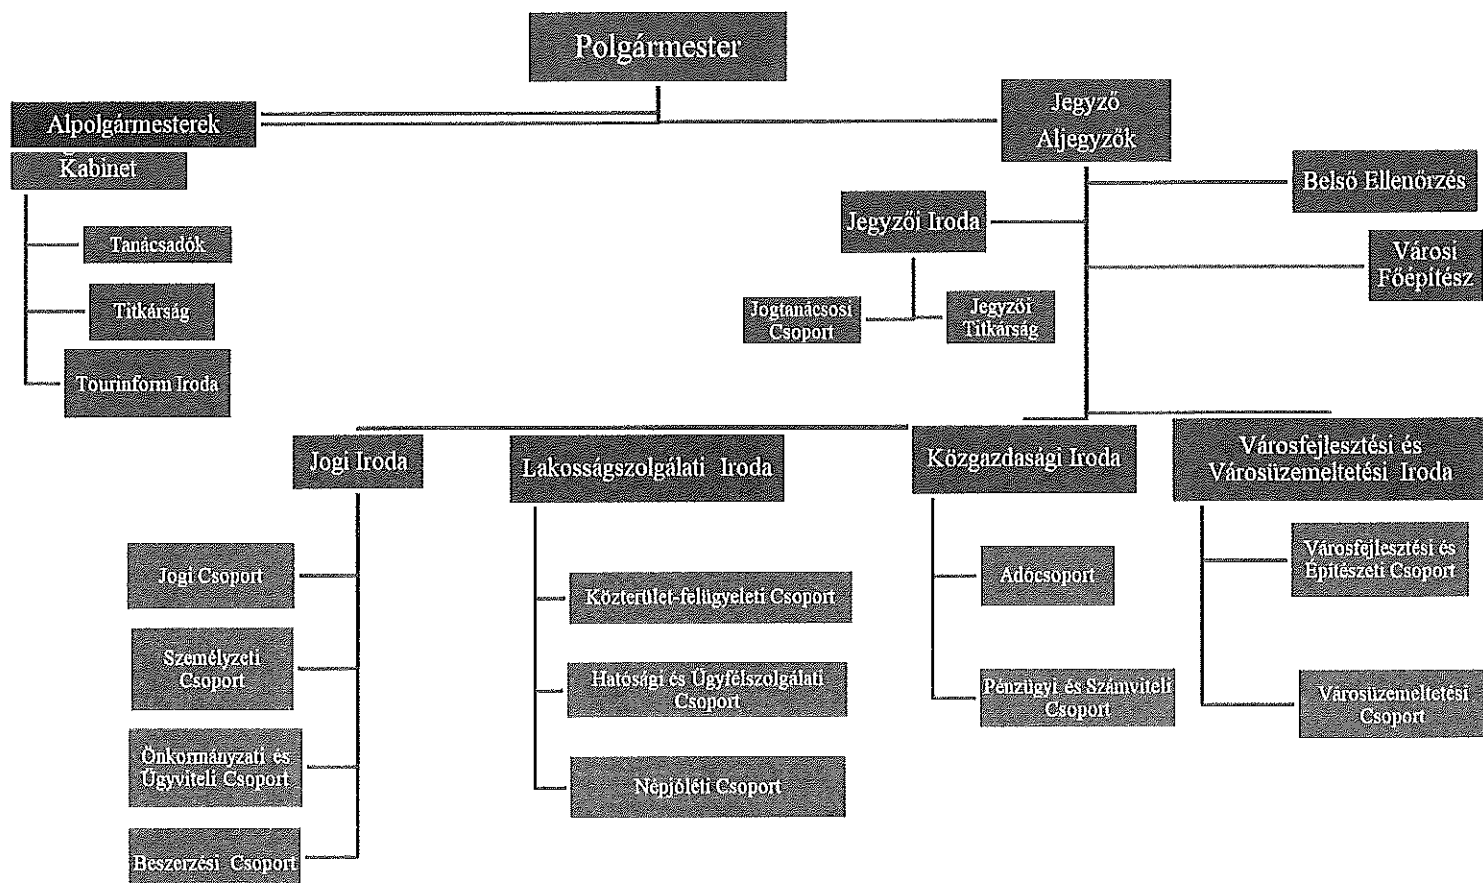 Polgármester
Alpolgármesterek
Kabinet
Tanácsadók
Titkárság
Tourinform Iroda
Jegyző
Aljegyzők
Belső Ellenőrzés
Városi
Főépítész
Jegyzői Iroda
Jogtanácsosi
Csoport
Jegyzői
Titkárság
Jogi Iroda
Lakosságszolgálati Iroda
Közgazdasági Iroda
Városfejlesztési és
Városüzemeltetési Iroda
Jogi Csoport
Személyzeti
Csoport
Önkormányzati és
Ügyviteli Csoport
Beszerzési Csoport
Közterület-felügyeleti Csoport
Hatósági és Ügyfélszolgálati
Csoport
Népjóléti Csoport
Adócsoport
Pénzügyi és Számviteli
Csoport
Városfejlesztési és
Építészeti Csoport
Városüzemeltetési
Csoport